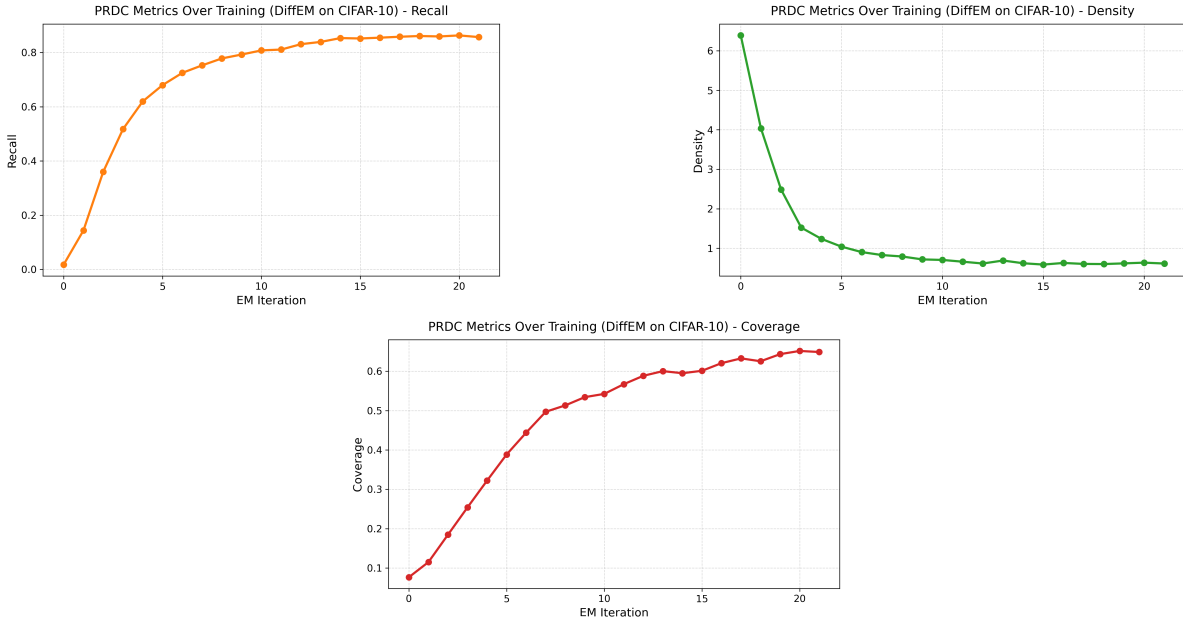 PRDC Metrics Over Training (DiffEM on CIFAR-10) - Recall
Recall
0.8
0.6
0.4
0.2
0.0
0 5 10 15 20
EM Iteration
PRDC Metrics Over Training (DiffEM on CIFAR-10) - Density
Density
6
5
4
3
2
1
0 5 10 15 20
EM Iteration
PRDC Metrics Over Training (DiffEM on CIFAR-10) - Coverage
Coverage
0.6
0.5
0.4
0.3
0.2
0.1
0 5 10 15 20
EM Iteration